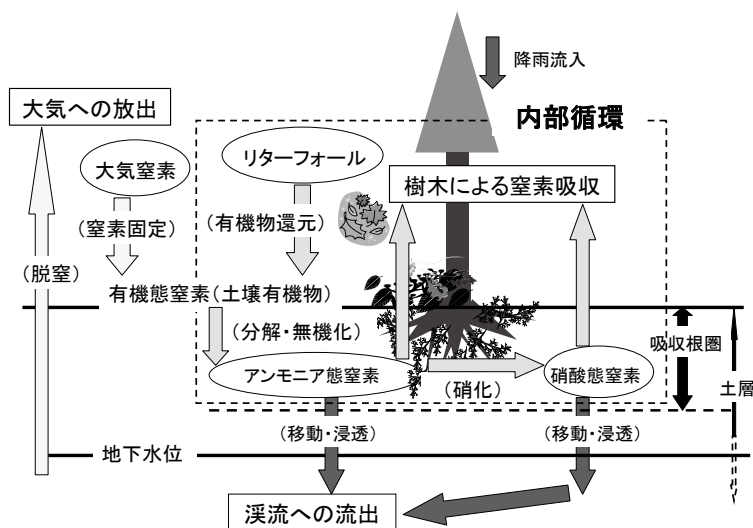 降雨流入
大気への放出
内部循環
大気窒素
リターフォール
樹木による窒素吸収
(窒素固定)
(有機物還元)
(脱窒)
有機態窒素(土壌有機物)
(分解・無機化)
吸収根圏
アンモニア態窒素
硝酸態窒素
(硝化)
土層
(移動・浸透)
(移動・浸透)
地下水位
渓流への流出